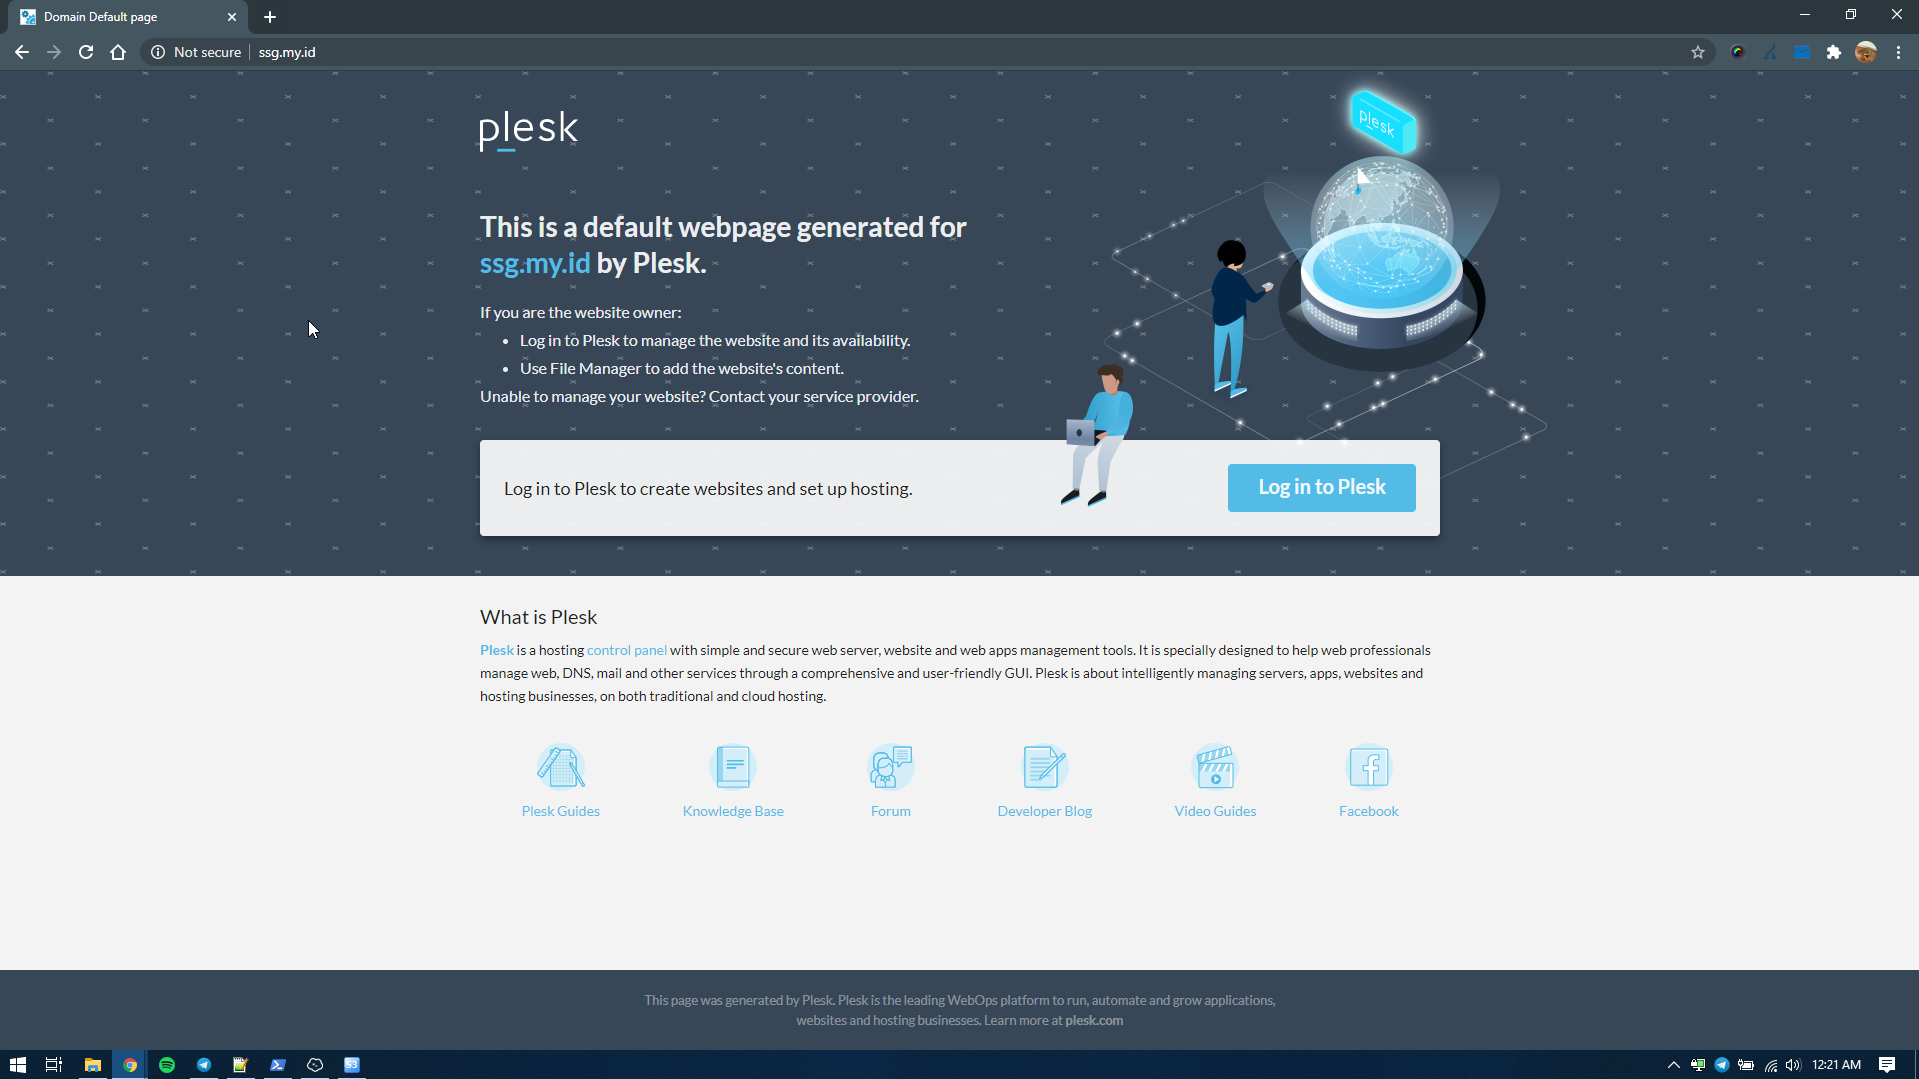 Domain Default page
Not secure
ssg.my.id
plesk
plesk
This is a default webpage generated for
ssg.my.id by Plesk.
If you are the website owner:
• Log in to Plesk to manage the website and its availability.
• Use File Manager to add the website's content.
Unable to manage your website? Contact your service provider.
Log in to Plesk to create websites and set up hosting.
Log in to Plesk
What is Plesk
Plesk is a hosting control panel with simple and secure web server, website and web apps management tools. It is specially designed to help web professionals
manage web, DNS, mail and other services through a comprehensive and user-friendly GUI. Plesk is about intelligently managing servers, apps, websites and
hosting businesses, on both traditional and cloud hosting.
Plesk Guides
Knowledge Base
Forum
Developer Blog
Video Guides
Facebook
This page was generated by Plesk. Plesk is the leading WebOps platform to run, automate and grow applications,
websites and hosting businesses. Learn more at plesk.com
12:21 AM